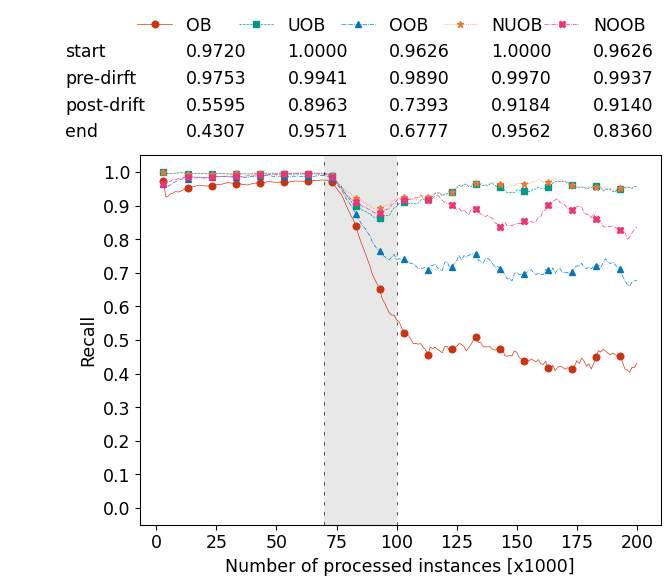 OB UOB OOB NUOB NOOB
start 0.9720 1.0000 0.9626 1.0000 0.9626
pre-dirft 0.9753 0.9941 0.9890 0.9970 0.9937
post-drift 0.5595 0.8963 0.7393 0.9184 0.9140
end 0.4307 0.9571 0.6777 0.9562 0.8360
1.0
0.9
0.8
0.7
0.6
0.5
0.4
0.3
0.2
0.1
0.0
Recall
0 25 50 75 100 125 150 175 200
Number of processed instances [x1000]